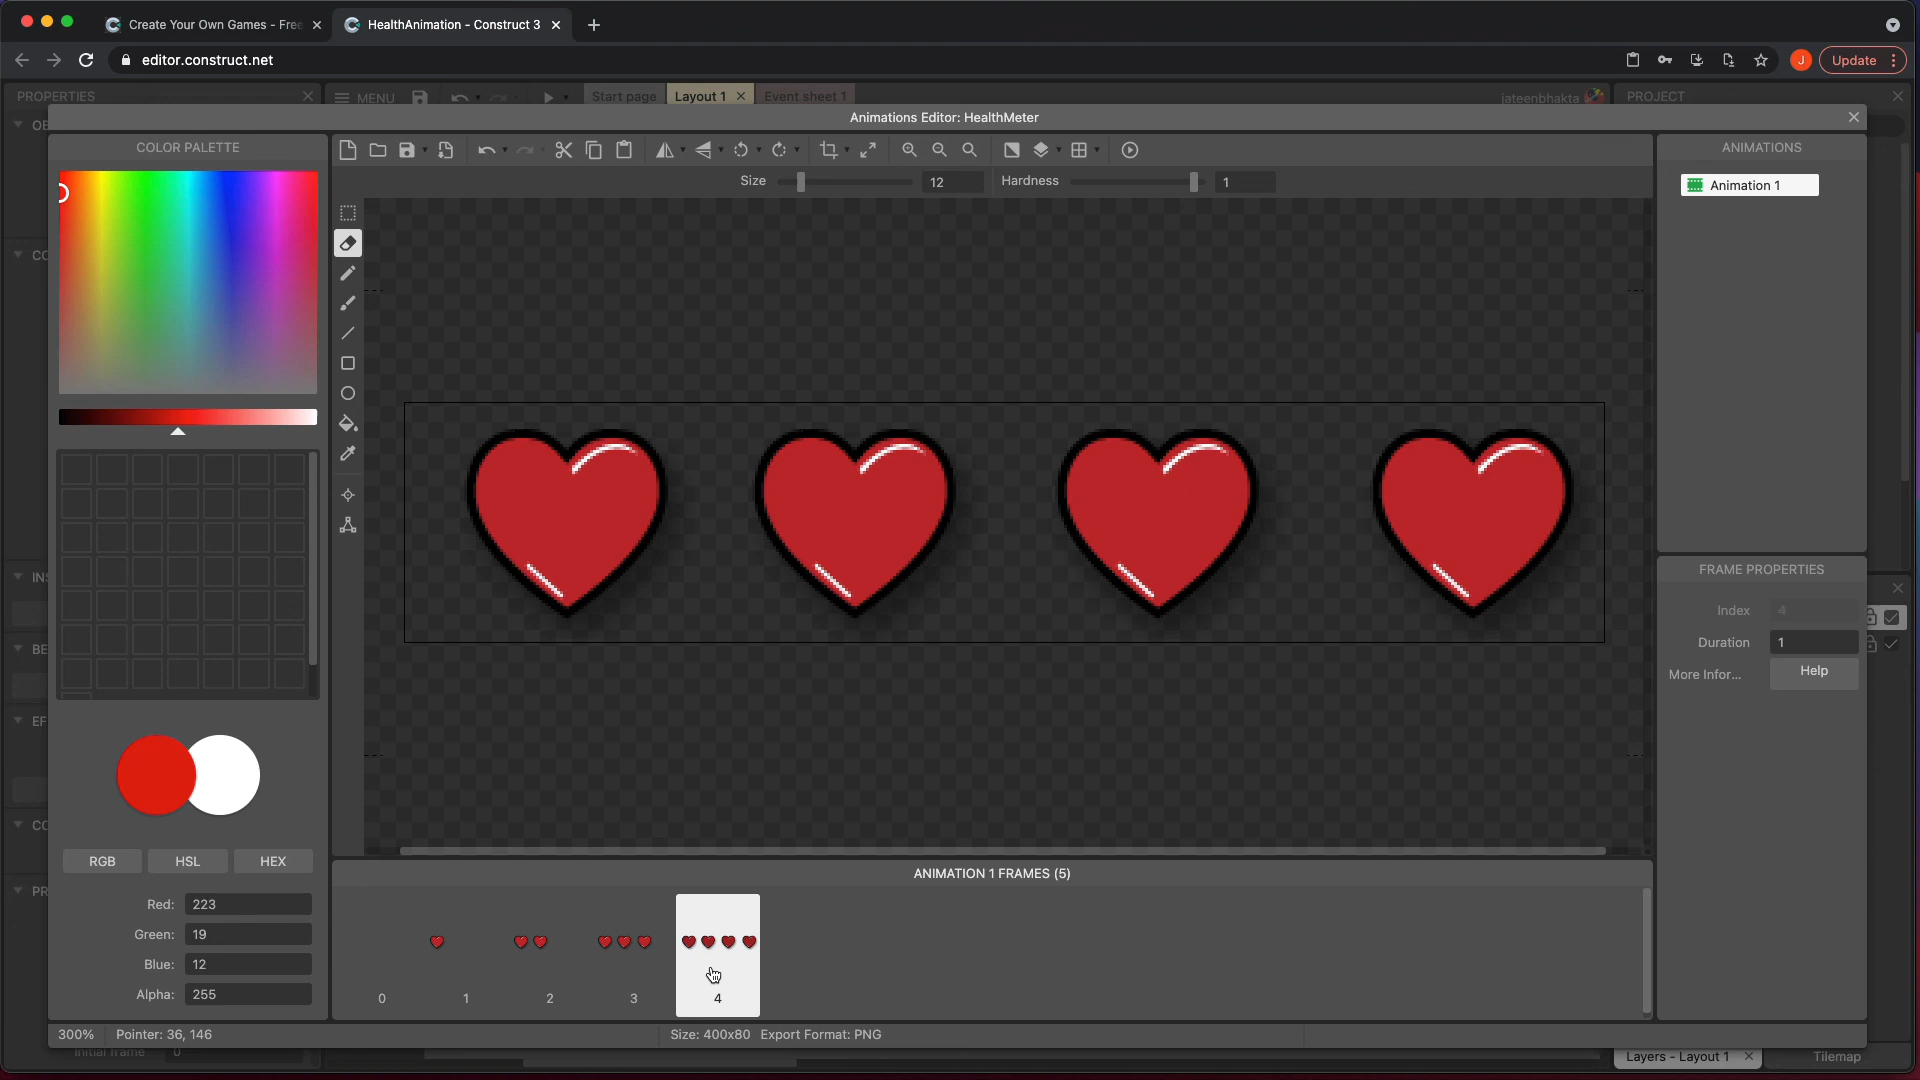 Create Your Own Games - Free
HealthAnimation - Construct 3
editor.construct.net
J
Update
PROPERTIES
MENU
Start page
Layout 1
Event sheet 1
jateenbhakta
PROJECT
Animations Editor: HealthMeter
COLOR PALETTE
ANIMATIONS
Size
12
Hardness
1
Animation 1
FRAME PROPERTIES
Index
4
Duration
1
More Infor...
Help
RGB
HSL
HEX
Red:
223
Green:
19
Blue:
12
Alpha:
255
ANIMATION 1 FRAMES (5)
0
1
2
3
4
300%
Pointer: 36, 146
Size: 400x80
Export Format: PNG
Initial frame
0
Layers - Layout 1
Tilemap